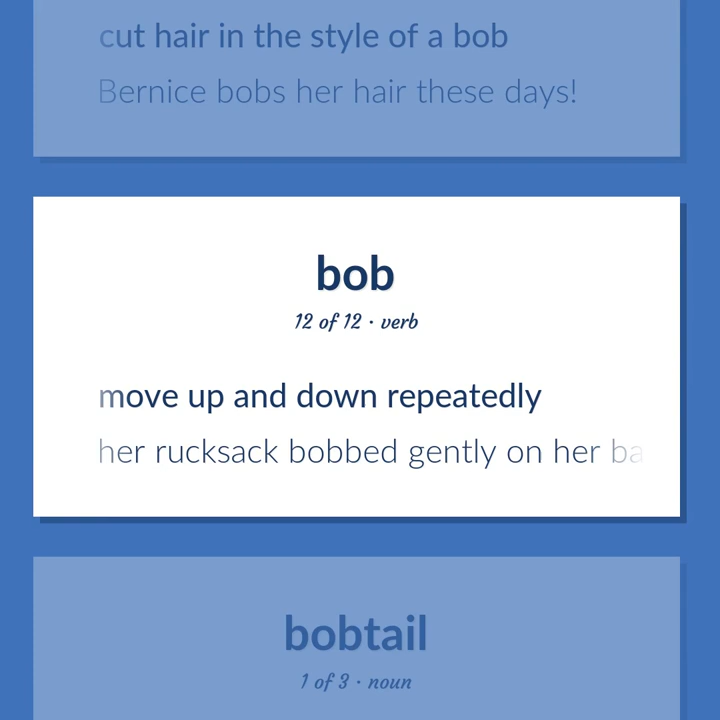 cut hair in the style of a bob
Bernice bobs her hair these days!
bob
12 of 12 · verb
move up and down repeatedly
her rucksack bobbed gently on her
bobtail
1 of 3 · noun